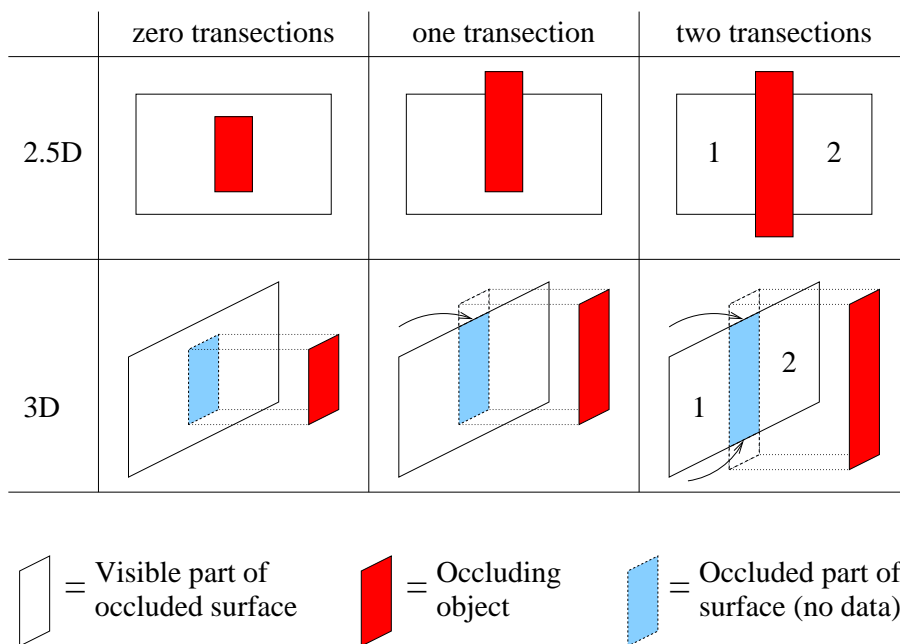 zero transections one transection two transections
2.5D
1 2
3D
2
1
= Visible part of occluded surface
= Occluding object
= Occluded part of surface (no data)